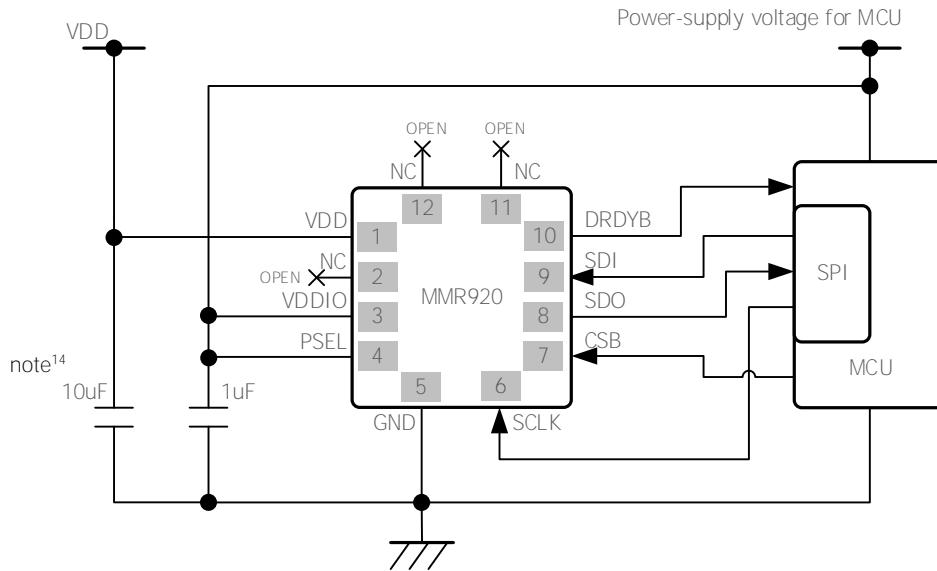 Power-supply voltage for MCU
VDD
OPEN
OPEN
NC
NC
12
11
VDD
1
10
DRDYB
NC
OPEN
2
9
SDI
SPI
MMR920
VDDIO
3
8
SDO
PSEL
4
7
CSB
MCU
note¹⁴
10uF
1uF
5
6
GND
SCLK